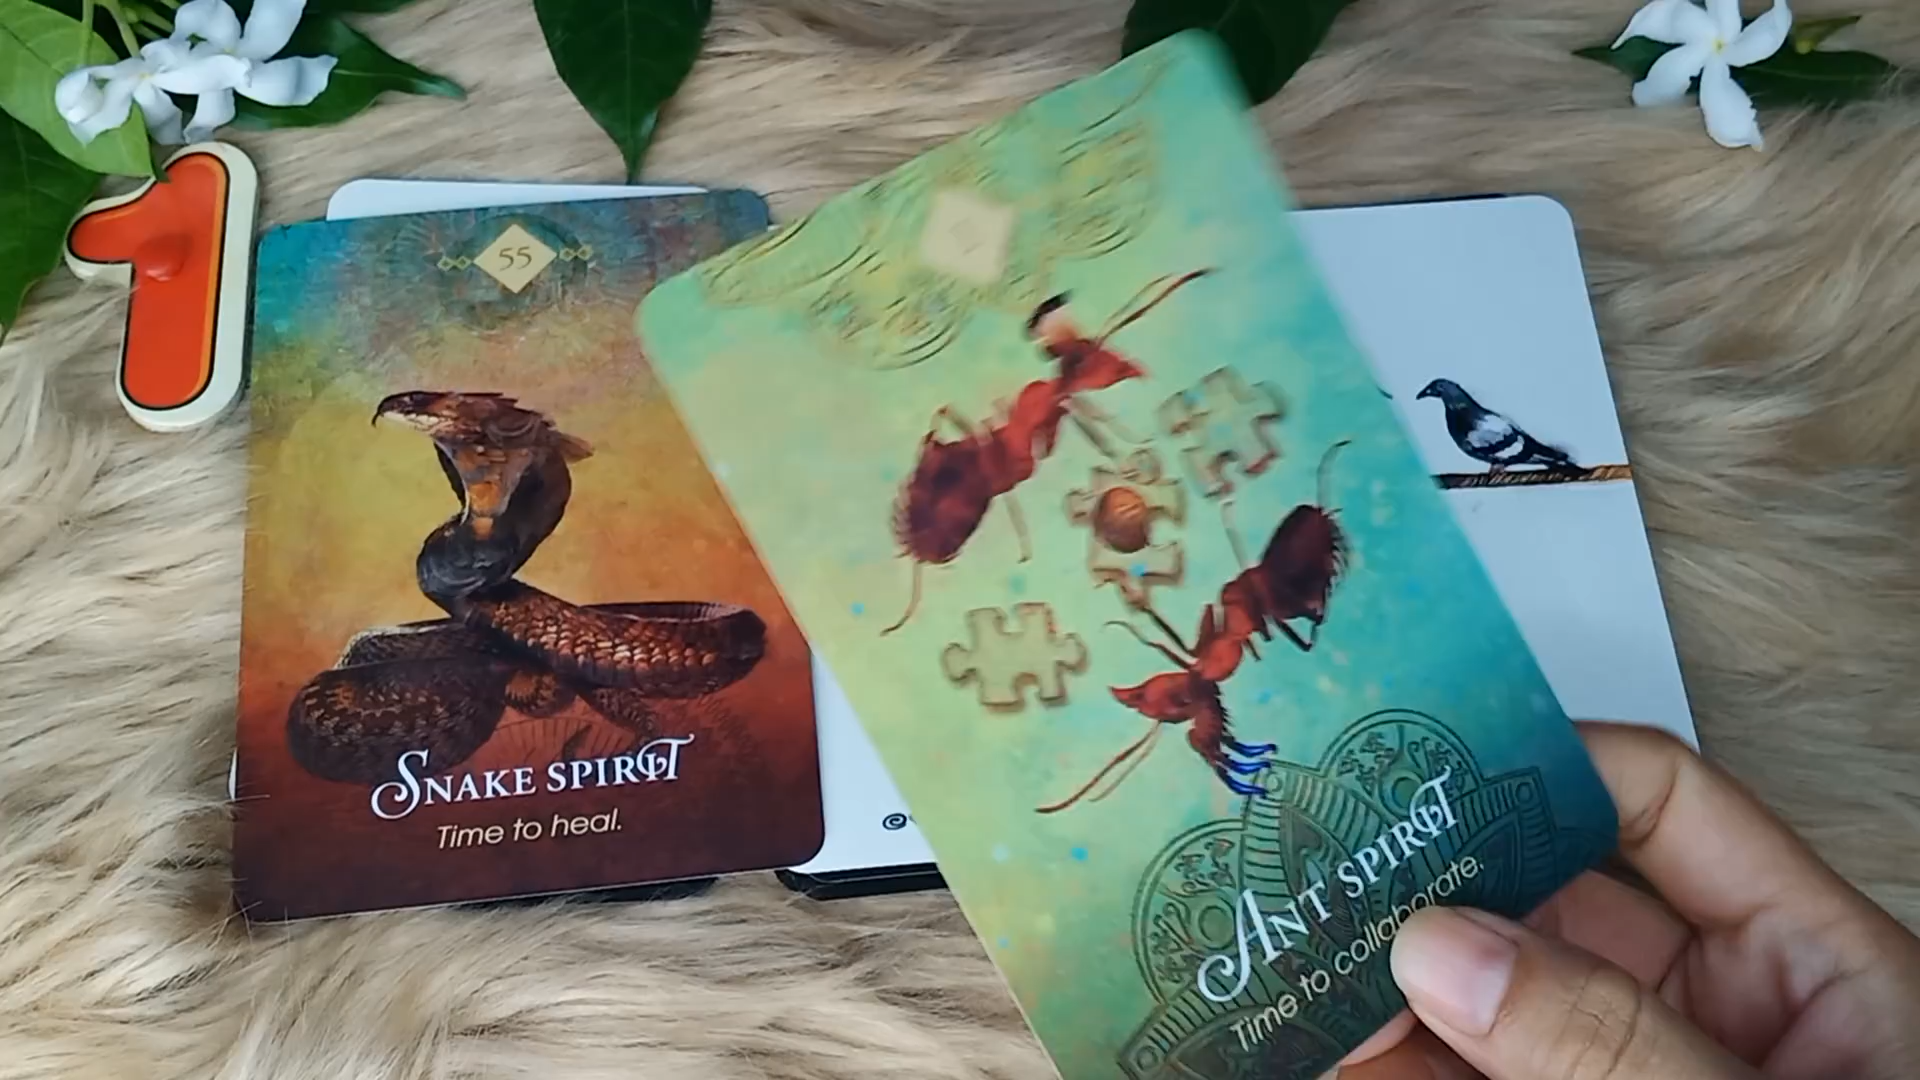 1
55
SNAKE SPIRIT
Time to heal.
ANT SPIRIT
Time to collaborate.
©